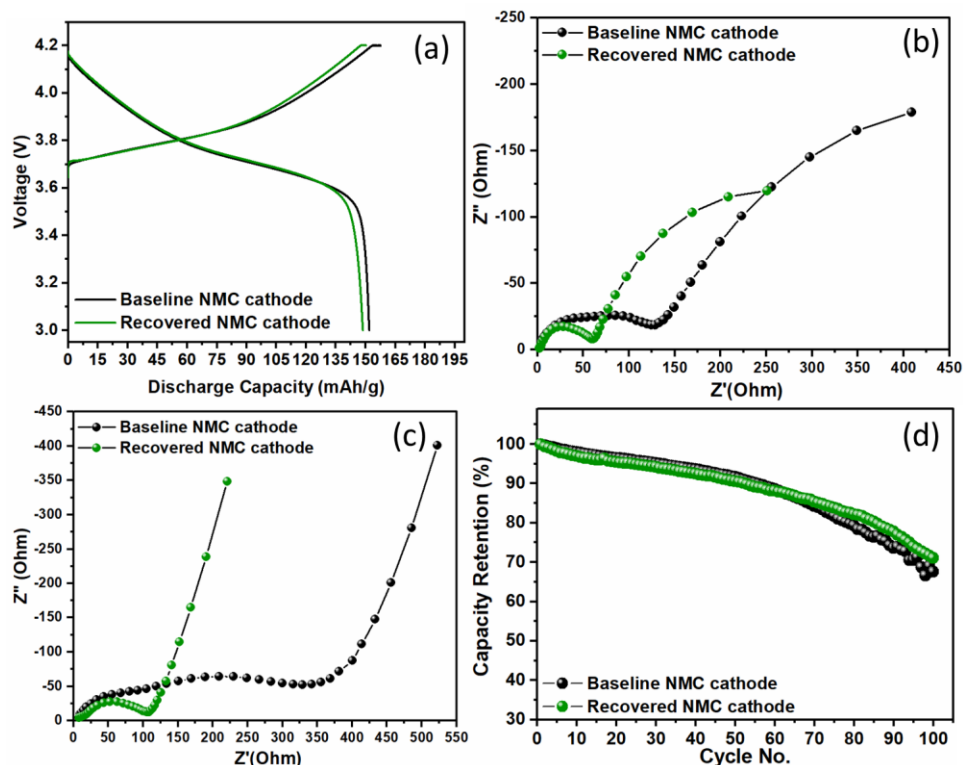 (a)
Voltage (V)
4.2
4.0
3.8
3.6
3.4
3.2
3.0
Baseline NMC cathode
Recovered NMC cathode
0 15 30 45 60 75 90 105 120 135 150 165 180 195
Discharge Capacity (mAh/g)
(b)
Z'' (Ohm)
-250
-200
-150
-100
-50
0
Baseline NMC cathode
Recovered NMC cathode
0 50 100 150 200 250 300 350 400 450
Z'(Ohm)
(c)
Z'' (Ohm)
-450
-400
-350
-300
-250
-200
-150
-100
-50
0
Baseline NMC cathode
Recovered NMC cathode
0 50 100 150 200 250 300 350 400 450 500 550
Z'(Ohm)
(d)
Capacity Retention (%)
100
90
80
70
60
50
40
30
Baseline NMC cathode
Recovered NMC cathode
0 10 20 30 40 50 60 70 80 90 100
Cycle No.